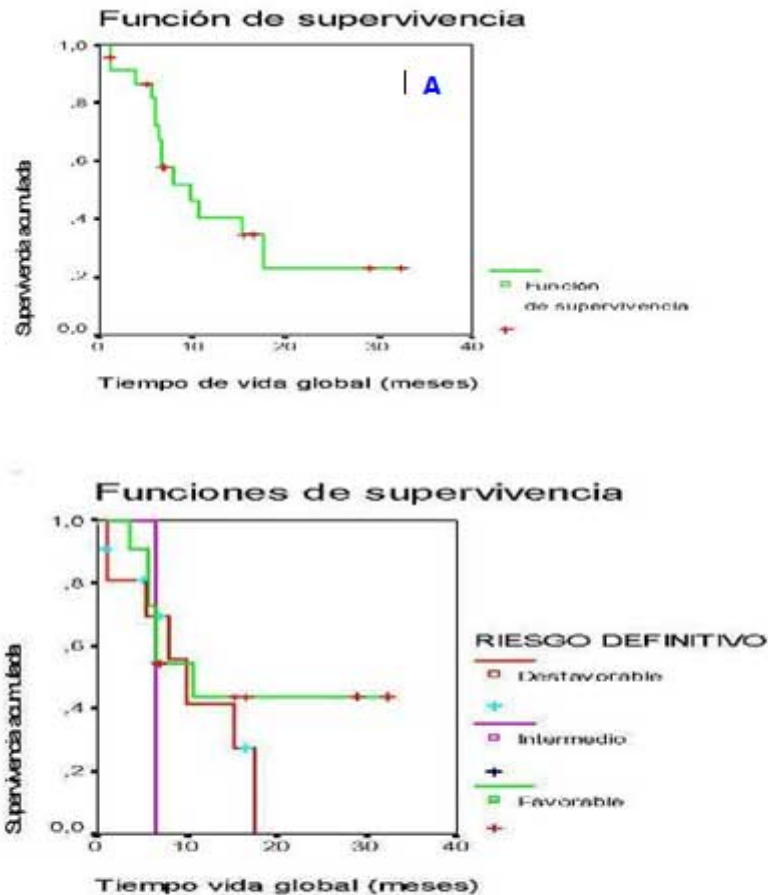 Función de supervivencia
1,0
,8
,6
,4
,2
0,0
Supervivencia acumulada
A
0 10 20 30 40
Tiempo de vida global (meses)
Función
de supervivencia
Funciones de supervivencia
1,0
,8
,6
,4
,2
0,0
Supervivencia acumulada
0 10 20 30 40
Tiempo vida global (meses)
RIESGO DEFINITIVO
Desfavorable
Intermedio
Favorable